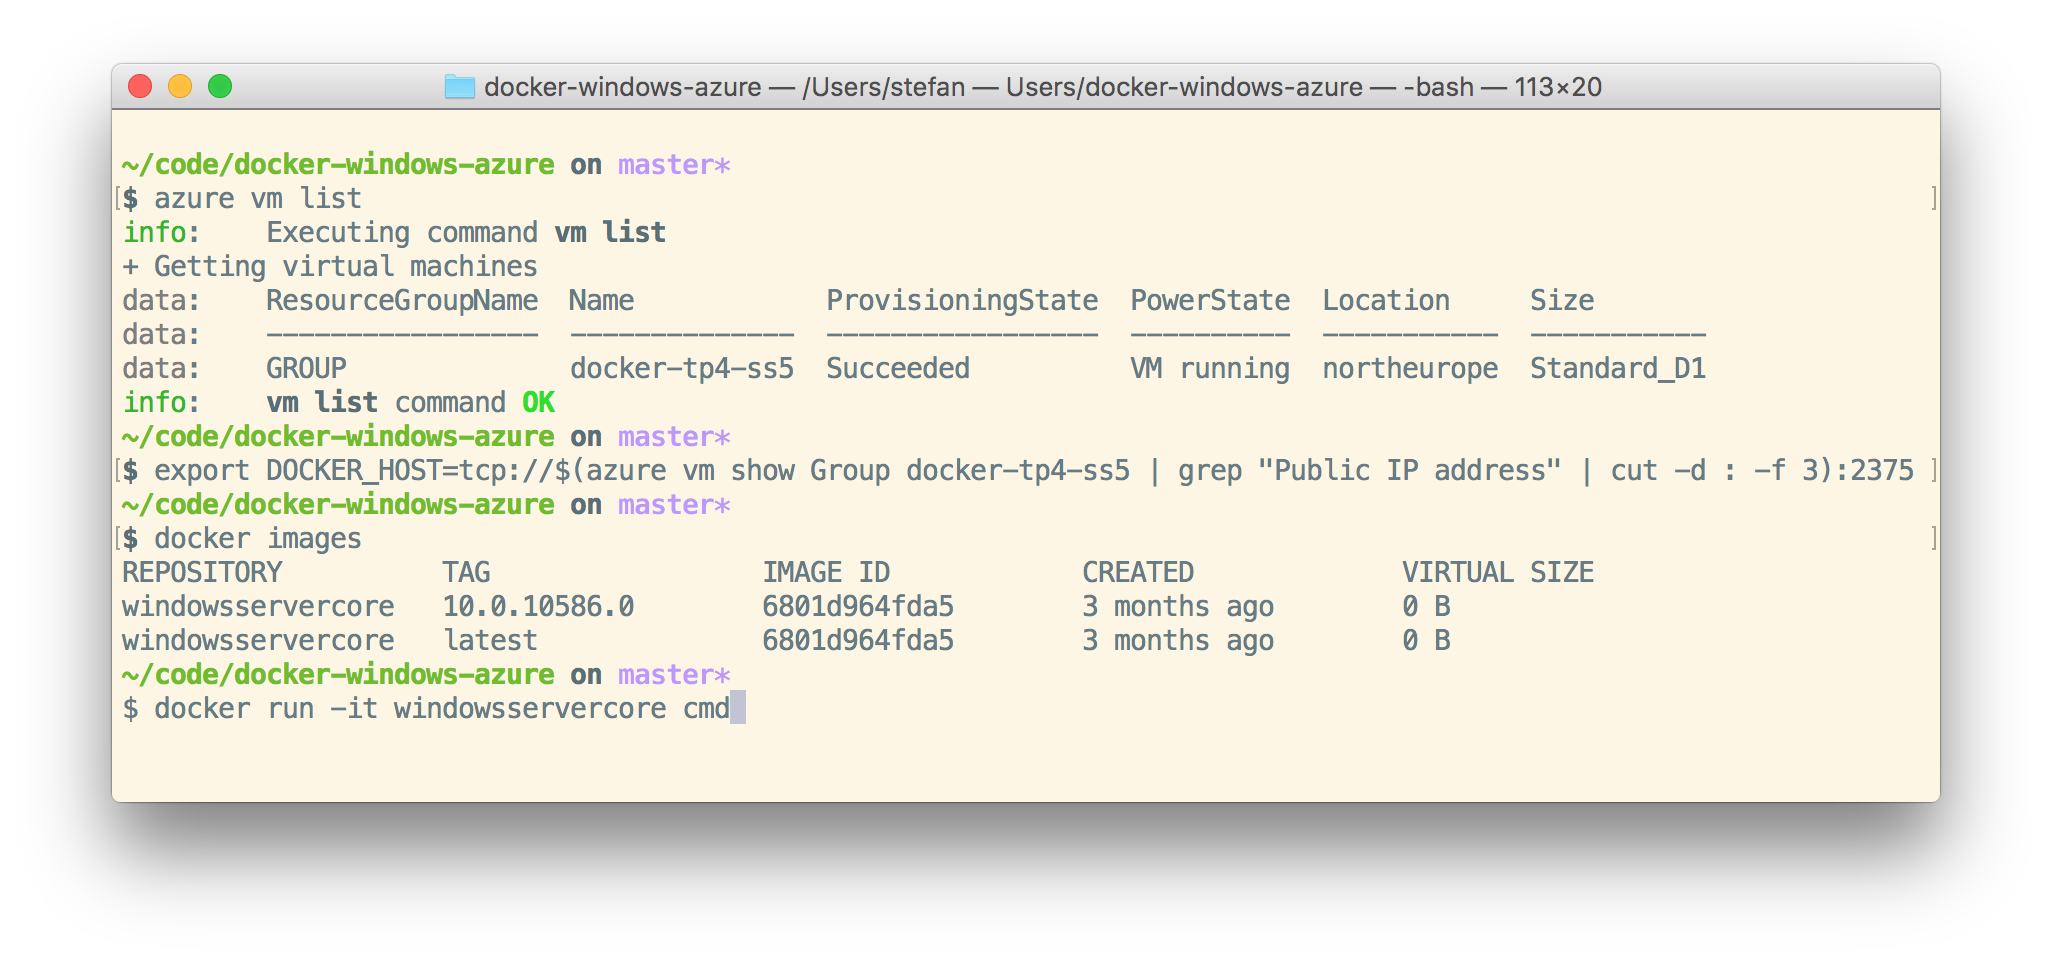 docker-windows-azure — /Users/stefan — Users/docker-windows-azure — -bash — 113×20
~/code/docker-windows-azure on master*
[$ azure vm list ]
info:    Executing command vm list
+ Getting virtual machines
data:    ResourceGroupName  Name            ProvisioningState  PowerState  Location     Size
data:    -----------------  --------------  -----------------  ----------  -----------  -----------
data:    GROUP              docker-tp4-ss5  Succeeded          VM running  northeurope  Standard_D1
info:    vm list command OK
~/code/docker-windows-azure on master*
[$ export DOCKER_HOST=tcp://$(azure vm show Group docker-tp4-ss5 | grep "Public IP address" | cut -d : -f 3):2375 ]
~/code/docker-windows-azure on master*
[$ docker images ]
REPOSITORY          TAG                 IMAGE ID            CREATED             VIRTUAL SIZE
windowsservercore   10.0.10586.0        6801d964fda5        3 months ago        0 B
windowsservercore   latest              6801d964fda5        3 months ago        0 B
~/code/docker-windows-azure on master*
$ docker run -it windowsservercore cmd